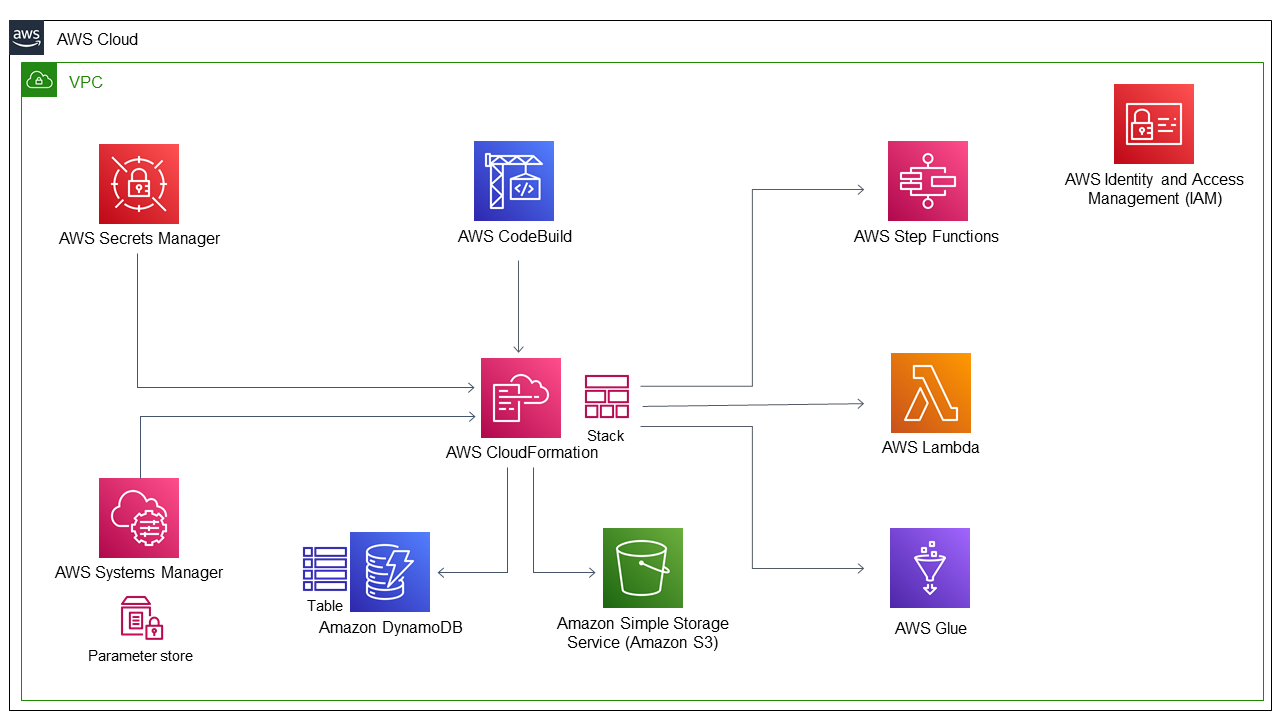 aws
AWS Cloud
VPC
AWS Secrets Manager
AWS CodeBuild
AWS Step Functions
AWS Identity and Access
Management (IAM)
</>
Stack
AWS CloudFormation
AWS Lambda
AWS Systems Manager
Parameter store
Table
Amazon DynamoDB
Amazon Simple Storage
Service (Amazon S3)
AWS Glue